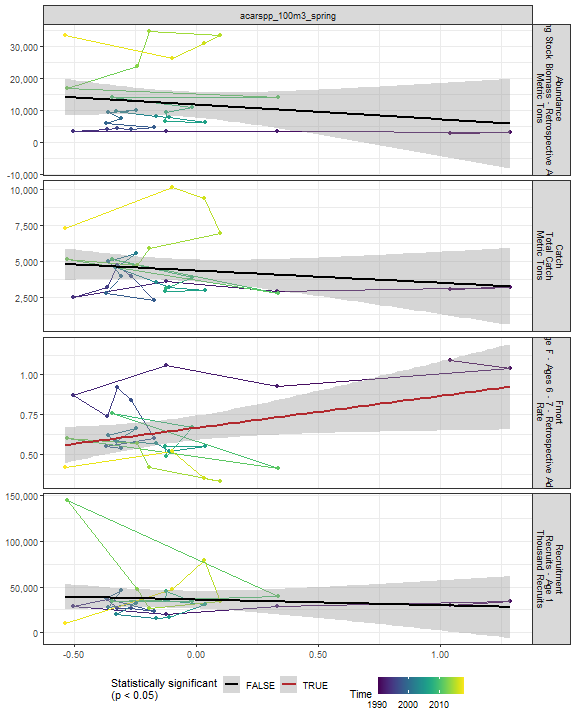 acarspp_100m3_spring
30,000
20,000
10,000
0
-10,000
Abundance
Stock Biomass - Retrospective
Metric Tons
10,000
7,500
5,000
2,500
Catch
Total Catch
Metric Tons
1.00
0.75
0.50
Fmort
F - Ages 6 - 7 - Retrospective
Rate
150,000
100,000
50,000
0
Recruitment
Recruits - Age 1
Thousand Recruits
-0.50
0.00
0.50
1.00
Statistically significant
(p < 0.05)
FALSE
TRUE
Time
1990
2000
2010